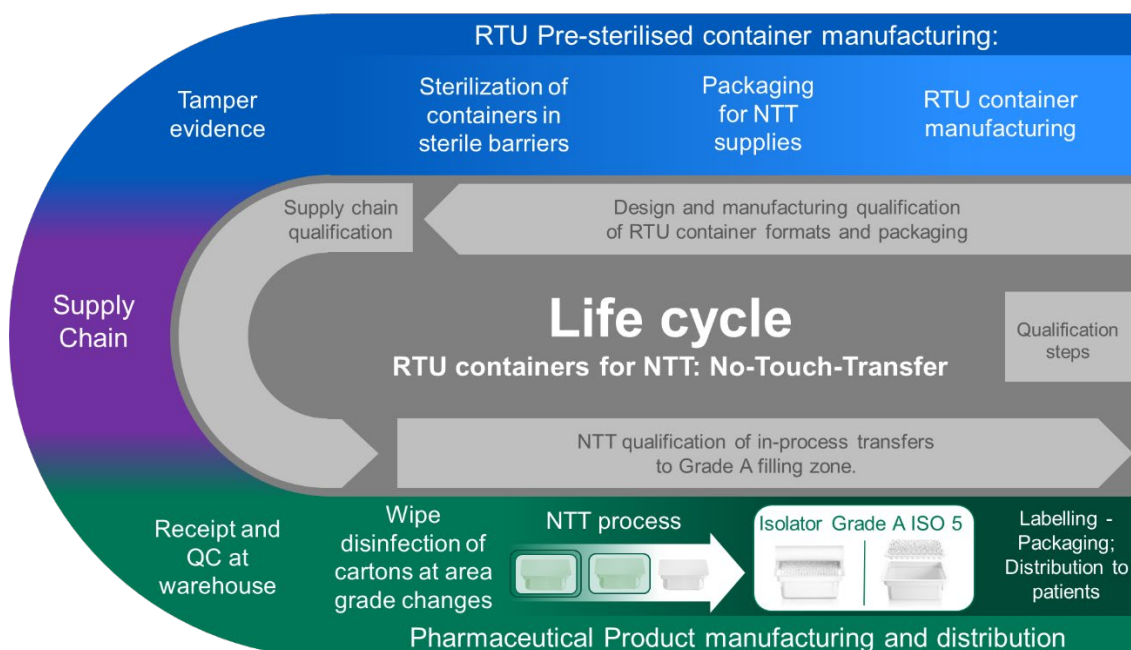 RTU Pre-sterilised container manufacturing:
Tamper
evidence
Sterilization of
containers in
sterile barriers
Packaging
for NTT
supplies
RTU container
manufacturing
Supply chain
qualification
Design and manufacturing qualification
of RTU container formats and packaging
Supply
Chain
Life cycle
RTU containers for NTT: No-Touch-Transfer
Qualification
steps
NTT qualification of in-process transfers
to Grade A filling zone.
Receipt and
QC at
warehouse
Wipe
disinfection of
cartons at area
grade changes
NTT process
Isolator Grade A ISO 5
Labelling -
Packaging;
Distribution to
patients
Pharmaceutical Product manufacturing and distribution